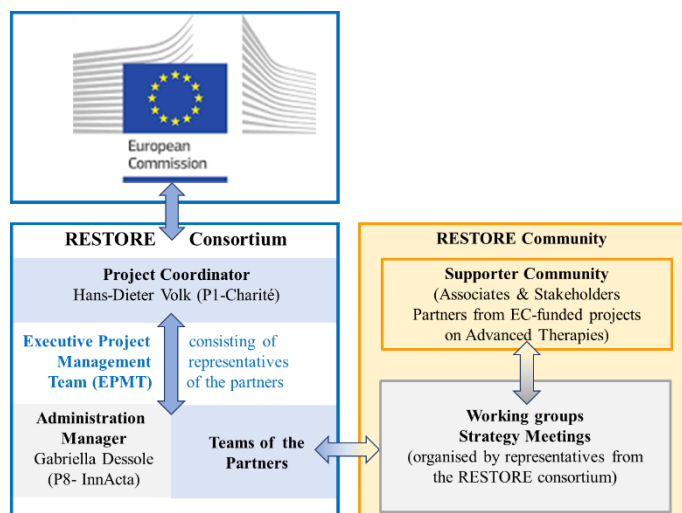 European
Commission
RESTORE Consortium
Project Coordinator
Hans-Dieter Volk (P1-Charité)
Executive Project
Management
Team (EPMT)
consisting of
representatives
of the partners
Administration
Manager
Gabriella Dessole
(P8- InnActa)
Teams of the
Partners
RESTORE Community
Supporter Community
(Associates & Stakeholders
Partners from EC-funded projects
on Advanced Therapies)
Working groups
Strategy Meetings
(organised by representatives from
the RESTORE consortium)